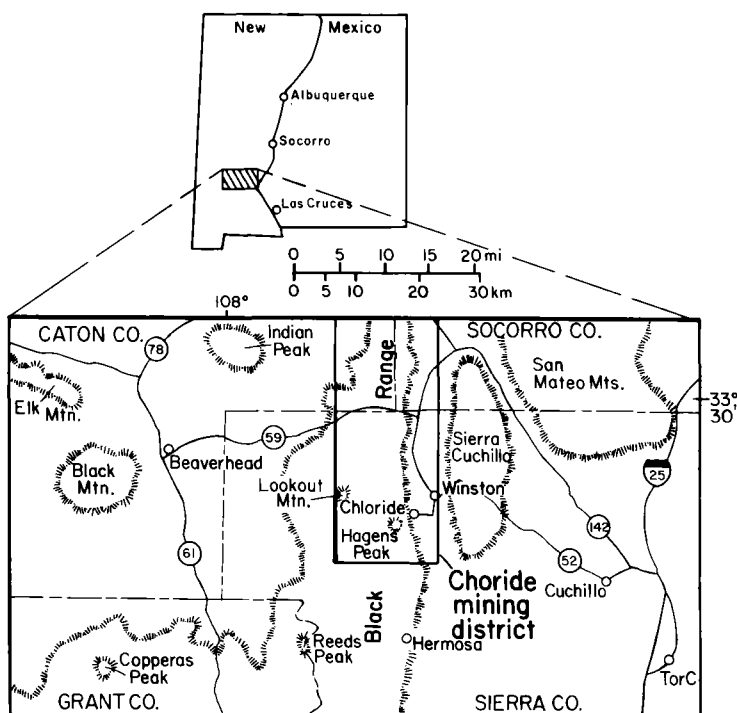 New Mexico
Albuquerque
Socorro
Las Cruces
0 5 10 15 20 mi
0 5 10 20 30 km
108°
CATON CO.
78
Indian
Peak
Range
SOCORRO CO.
San
Mateo Mts.
33°
30'
Elk Mtn.
59
Beaverhead
Black
Mtn.
Lookout
Mtn.
Sierra
Cuchillo
Winston
25
Chloride
Hagens
Peak
142
61
52
Cuchillo
Choride
mining
district
Black
Hermosa
Reeds
Peak
Copperas
Peak
TorC
GRANT CO.
SIERRA CO.